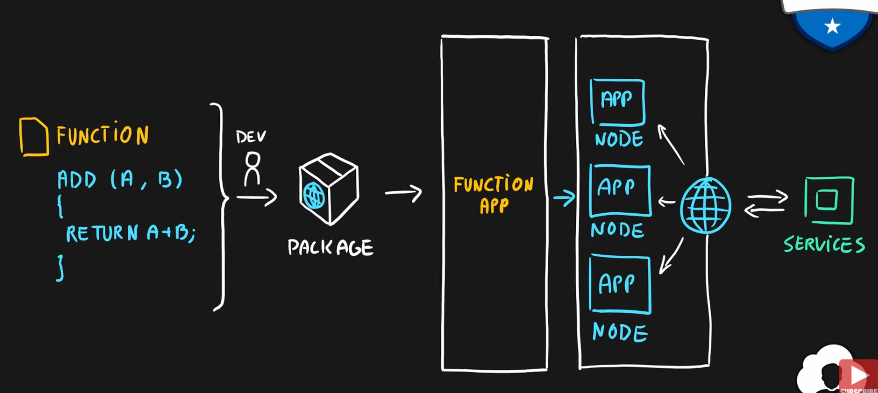 FUNCTION
ADD (A, B)
{
RETURN A+B;
}
DEV
PACKAGE
FUNCTION
APP
APP
NODE
APP
NODE
APP
NODE
SERVICES
SUBSCRIBE